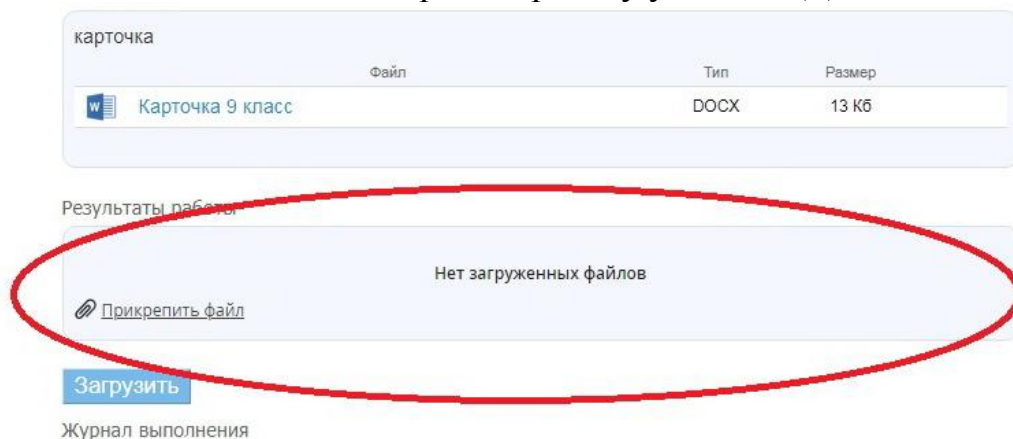 карточка
Файл Тип Размер
Карточка 9 класс DOCX 13 Кб
Результаты работы
Нет загруженных файлов
Прикрепить файл
Загрузить
Журнал выполнения